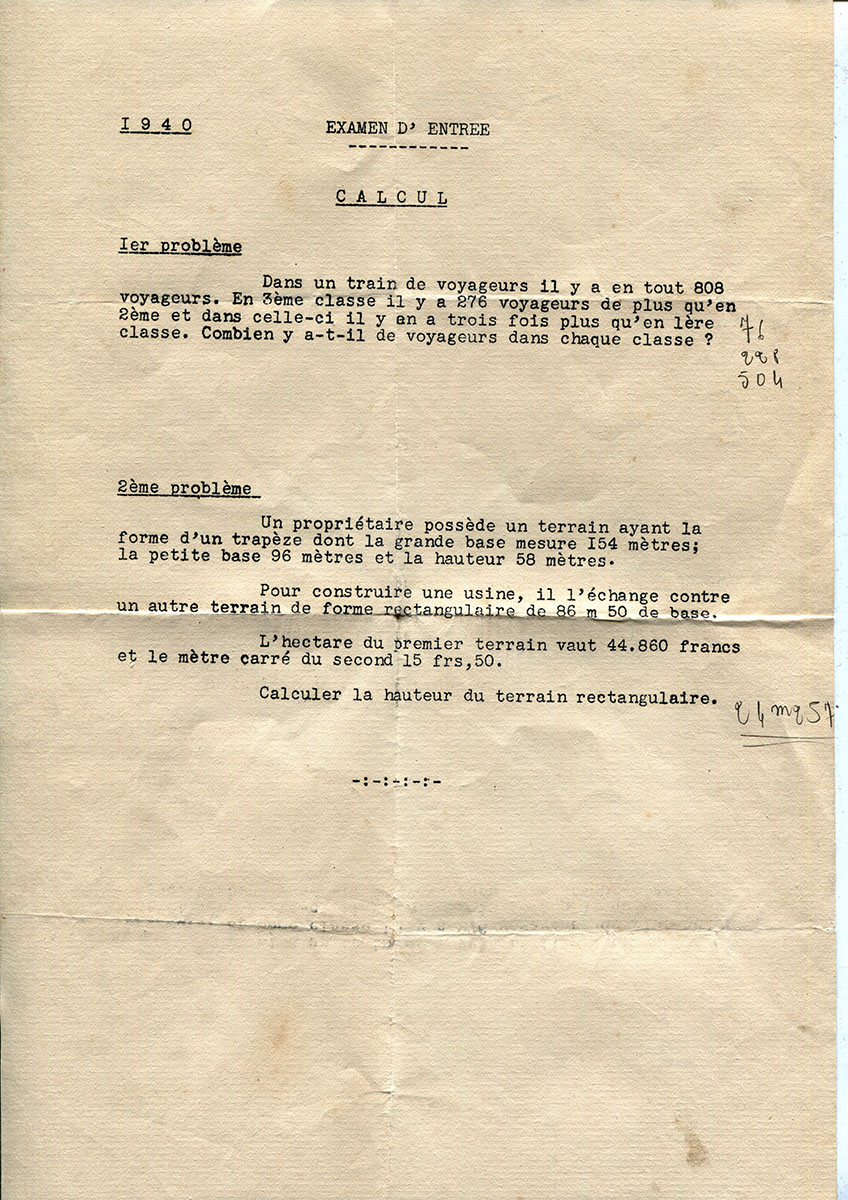 I 9 4 0
EXAMEN D' ENTREE
------------
C A L C U L
Ier problème
Dans un train de voyageurs il y a en tout 808
voyageurs. En 3ème classe il y a 276 voyageurs de plus qu'en
2ème et dans celle-ci il y an a trois fois plus qu'en lère
classe. Combien y a-t-il de voyageurs dans chaque classe ?
76
228
504
2ème problème
Un propriétaire possède un terrain ayant la
forme d'un trapèze dont la grande base mesure I54 mètres;
la petite base 96 mètres et la hauteur 58 mètres.
Pour construire une usine, il l'échange contre
un autre terrain de forme rectangulaire de 86 m 50 de base.
L'hectare du premier terrain vaut 44.860 francs
et le mètre carré du second 15 frs,50.
Calculer la hauteur du terrain rectangulaire.
24m257
-:-:-:-:-